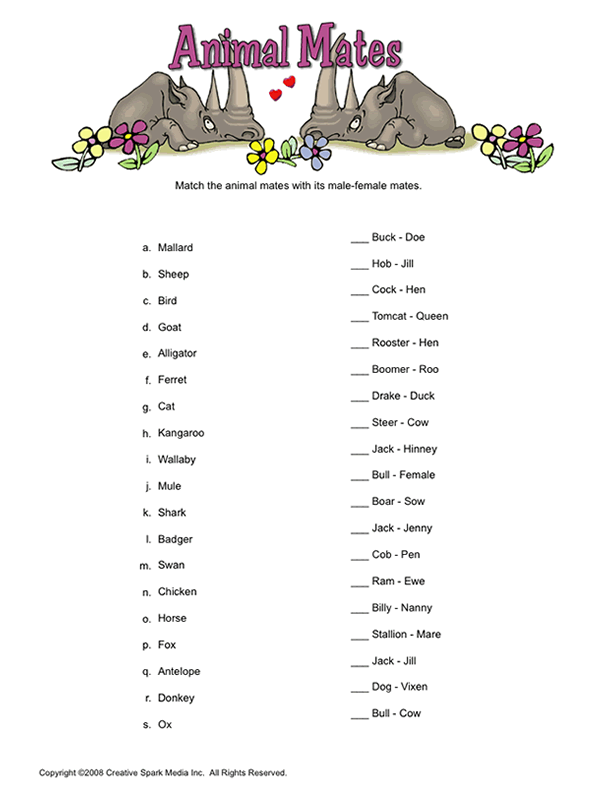 Animal Mates
Match the animal mates with its male-female mates.
a. Mallard
b. Sheep
c. Bird
d. Goat
e. Alligator
f. Ferret
g. Cat
h. Kangaroo
i. Wallaby
j. Mule
k. Shark
l. Badger
m. Swan
n. Chicken
o. Horse
p. Fox
q. Antelope
r. Donkey
s. Ox
___ Buck - Doe
___ Hob - Jill
___ Cock - Hen
___ Tomcat - Queen
___ Rooster - Hen
___ Boomer - Roo
___ Drake - Duck
___ Steer - Cow
___ Jack - Hinney
___ Bull - Female
___ Boar - Sow
___ Jack - Jenny
___ Cob - Pen
___ Ram - Ewe
___ Billy - Nanny
___ Stallion - Mare
___ Jack - Jill
___ Dog - Vixen
___ Bull - Cow
Copyright ©2008 Creative Spark Media Inc. All Rights Reserved.